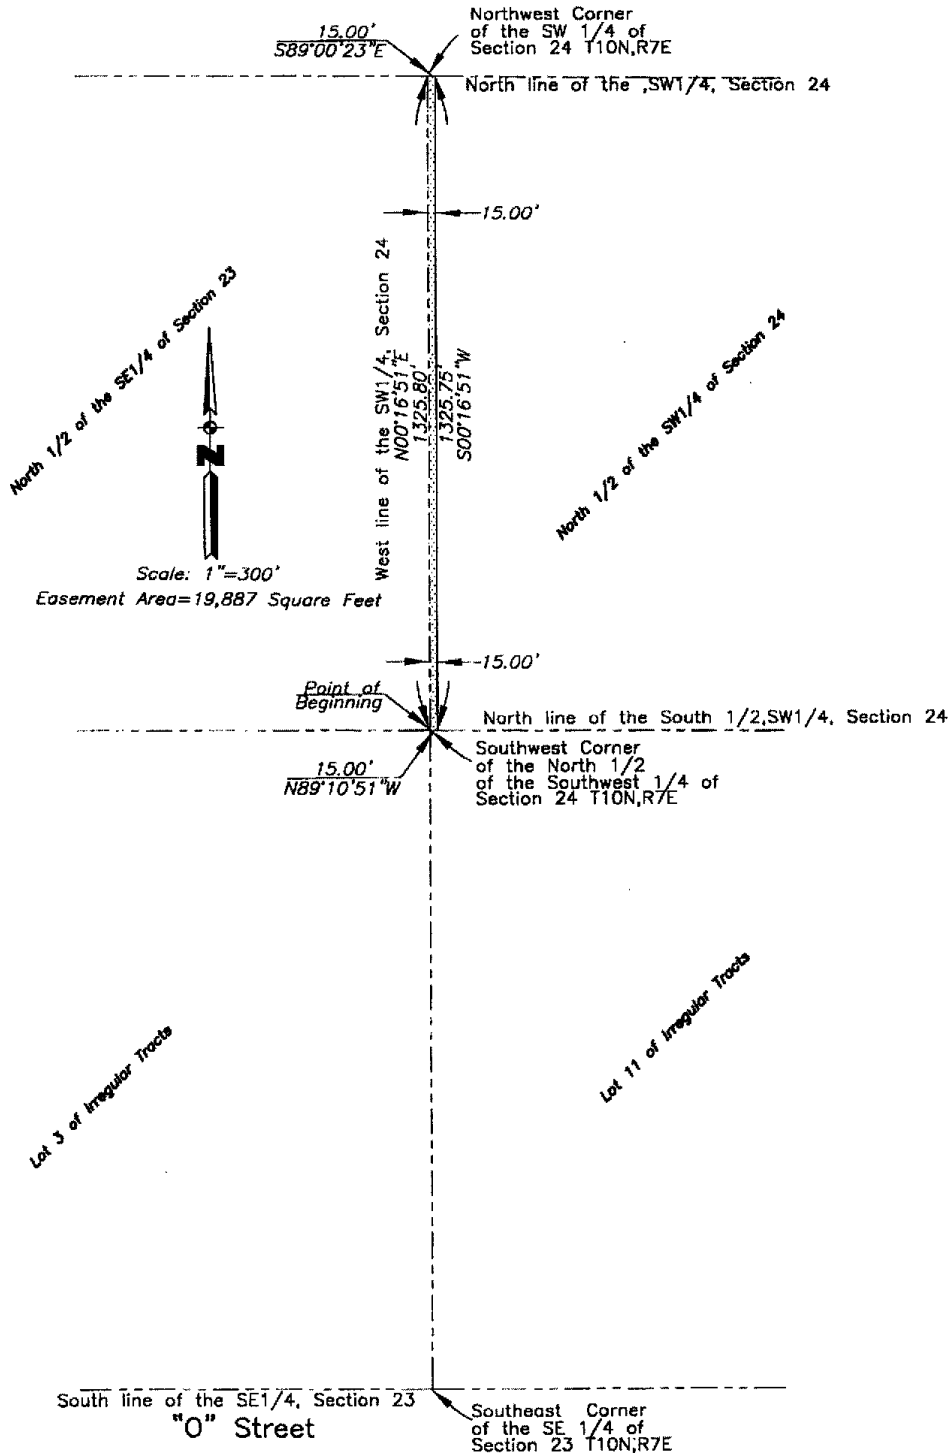 Northwest Corner
of the SW 1/4 of
Section 24 T10N,R7E
15.00'
S89°00'23"E
North line of the ,SW1/4, Section 24
15.00'
West line of the SW1/4, Section 24
N00°16'51"E
1325.80'
1325.75'
S00°16'51"W
North 1/2 of the SE1/4 of Section 23
North 1/2 of the SW1/4 of Section 24
N
Scale: 1"=300'
Easement Area=19,887 Square Feet
15.00'
Point of
Beginning
North line of the South 1/2,SW1/4, Section 24
15.00'
N89°10'51"W
Southwest Corner
of the North 1/2
of the Southwest 1/4 of
Section 24 T10N,R7E
Lot 3 of Irregular Tracts
Lot 11 of Irregular Tracts
South line of the SE1/4, Section 23
"O" Street
Southeast Corner
of the SE 1/4 of
Section 23 T10N,R7E